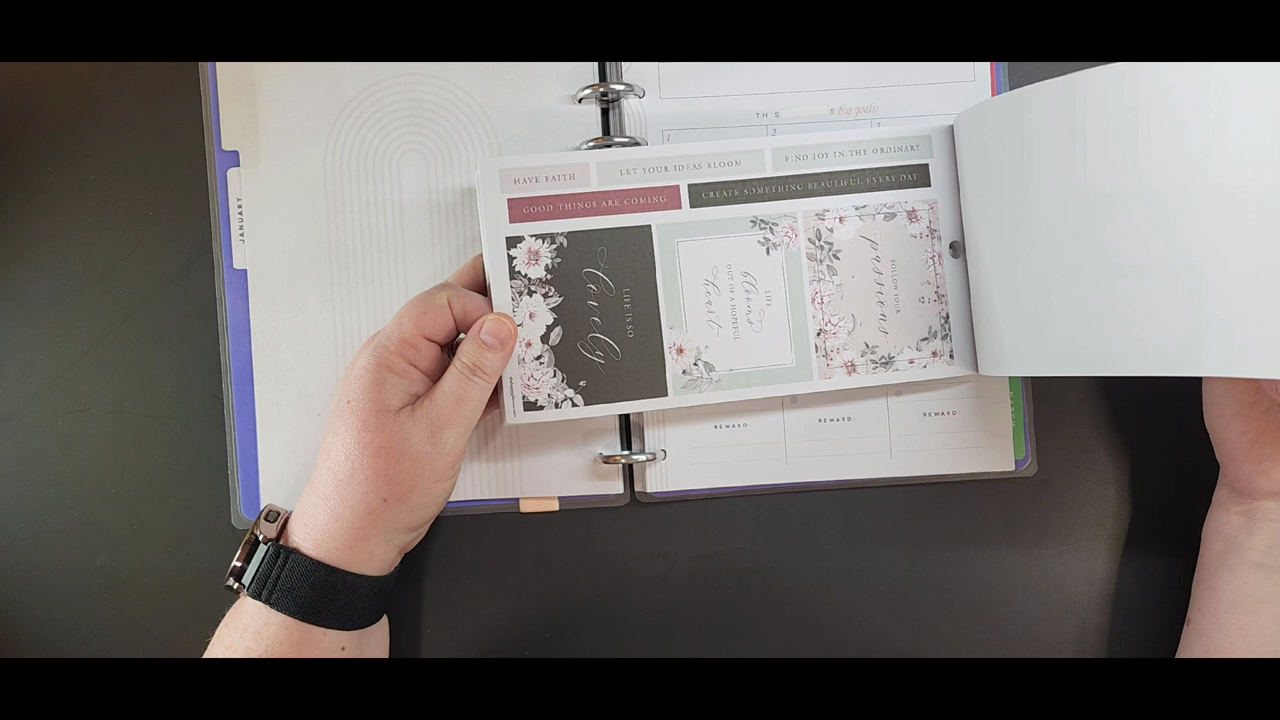 JANUARY
THIS
S big goals:
1
2
3
HAVE FAITH
LET YOUR IDEAS BLOOM
FIND JOY IN THE ORDINARY
GOOD THINGS ARE COMING
CREATE SOMETHING BEAUTIFUL EVERY DAY
LIFE IS SO
lovely
LIFE
blooms
OUT OF A HOPEFUL
heart
FOLLOW YOUR
passions
REWARD
REWARD:
REWARD:
MARCH